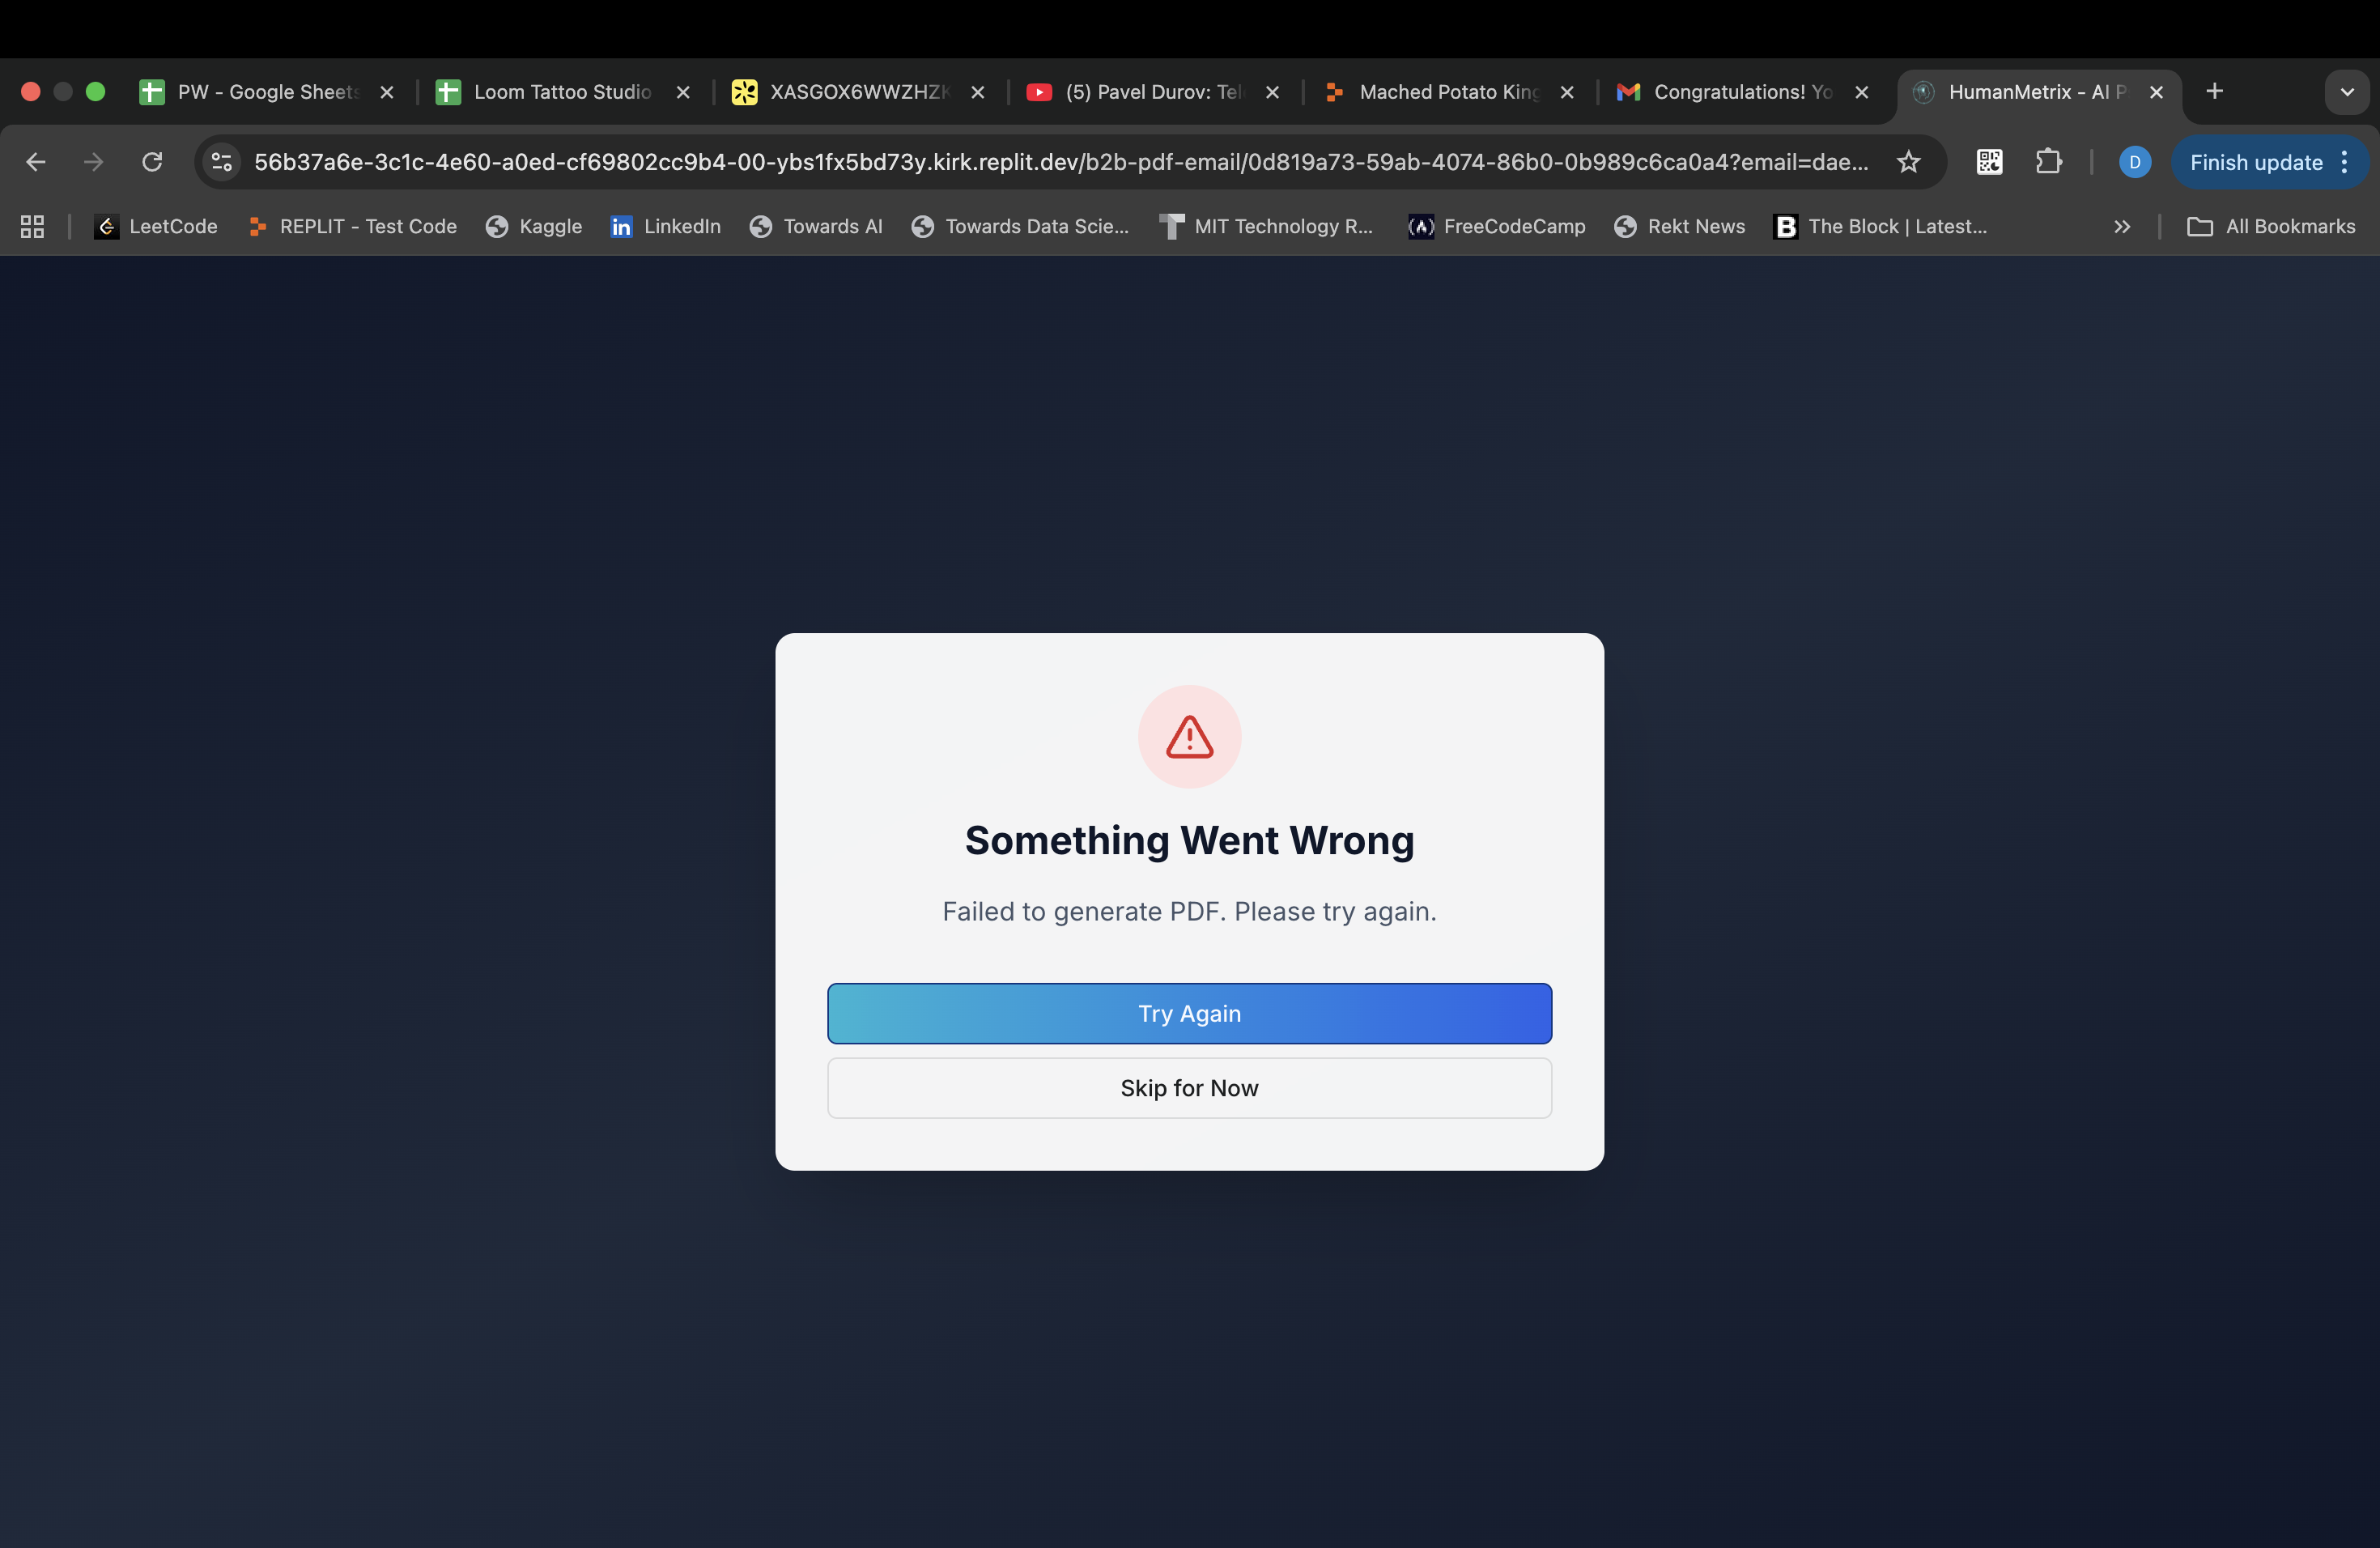 PW - Google Sheets
Loom Tattoo Studio
XASGOX6WWZHZK
(5) Pavel Durov: Tel
Mached Potato King
Congratulations! Yo
HumanMetrix - AI P
56b37a6e-3c1c-4e60-a0ed-cf69802cc9b4-00-ybs1fx5bd73y.kirk.replit.dev/b2b-pdf-email/0d819a73-59ab-4074-86b0-0b989c6ca0a4?email=dae...
D
Finish update
LeetCode
REPLIT - Test Code
Kaggle
LinkedIn
Towards AI
Towards Data Scie...
MIT Technology R...
FreeCodeCamp
Rekt News
The Block | Latest...
All Bookmarks
Something Went Wrong
Failed to generate PDF. Please try again.
Try Again
Skip for Now